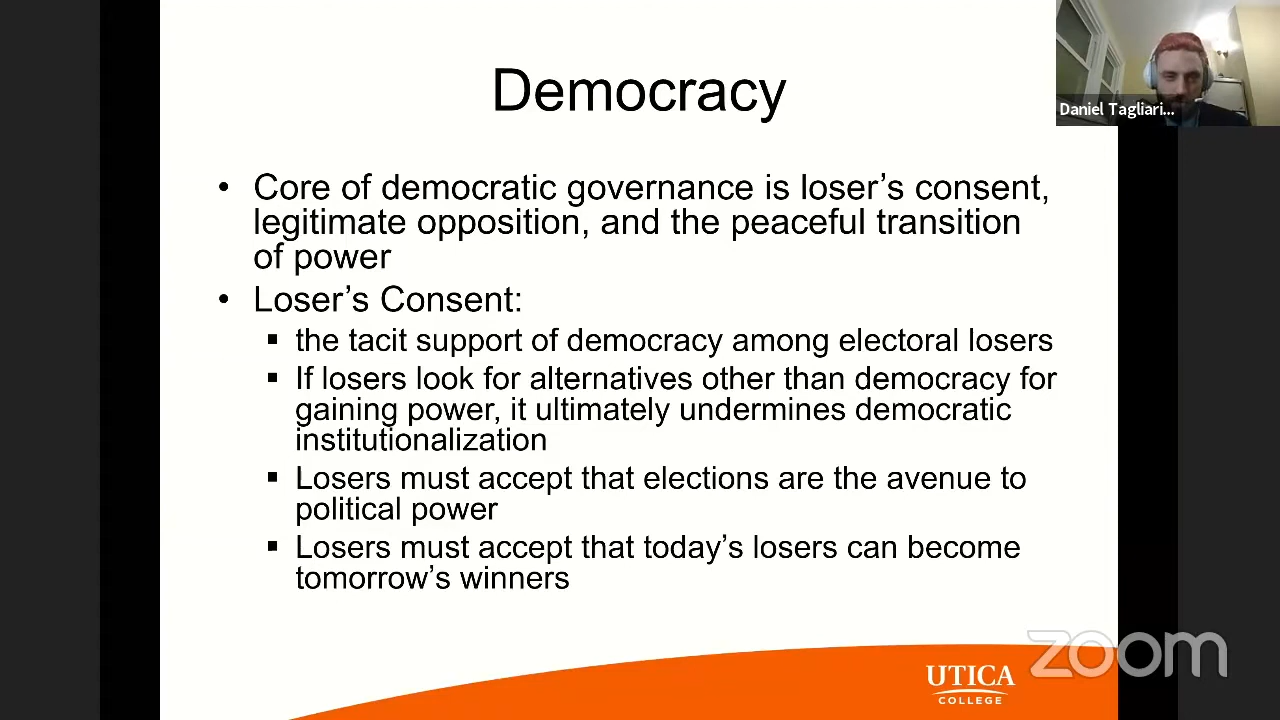 Democracy
Daniel Tagliari...
• Core of democratic governance is loser’s consent,
legitimate opposition, and the peaceful transition
of power
• Loser’s Consent:
▪ the tacit support of democracy among electoral losers
▪ If losers look for alternatives other than democracy for
gaining power, it ultimately undermines democratic
institutionalization
▪ Losers must accept that elections are the avenue to
political power
▪ Losers must accept that today’s losers can become
tomorrow’s winners
zoom
UTICA
COLLEGE